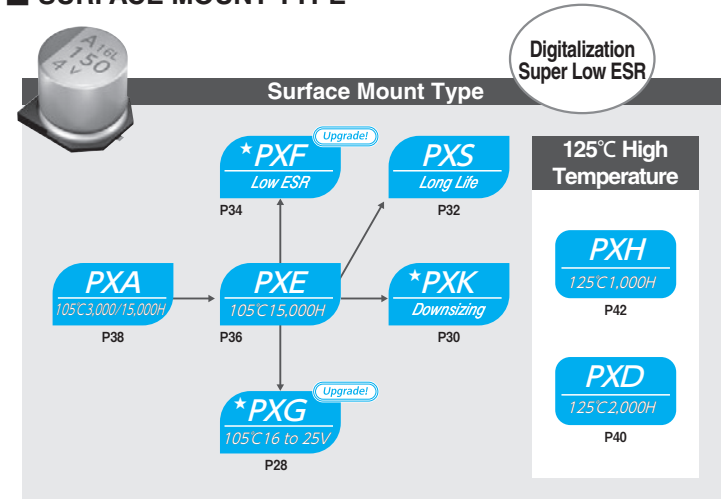 ■ SURFACE MOUNT TYPE
A 16L
150
4 V
Digitalization
Super Low ESR
Surface Mount Type
★PXF
Upgrade!
Low ESR
P34
PXS
Long Life
P32
125℃ High
Temperature
PXA
105℃3,000/15,000H
P38
PXE
105℃15,000H
P36
★PXK
Downsizing
P30
PXH
125℃1,000H
P42
★PXG
Upgrade!
105℃16 to 25V
P28
PXD
125℃2,000H
P40